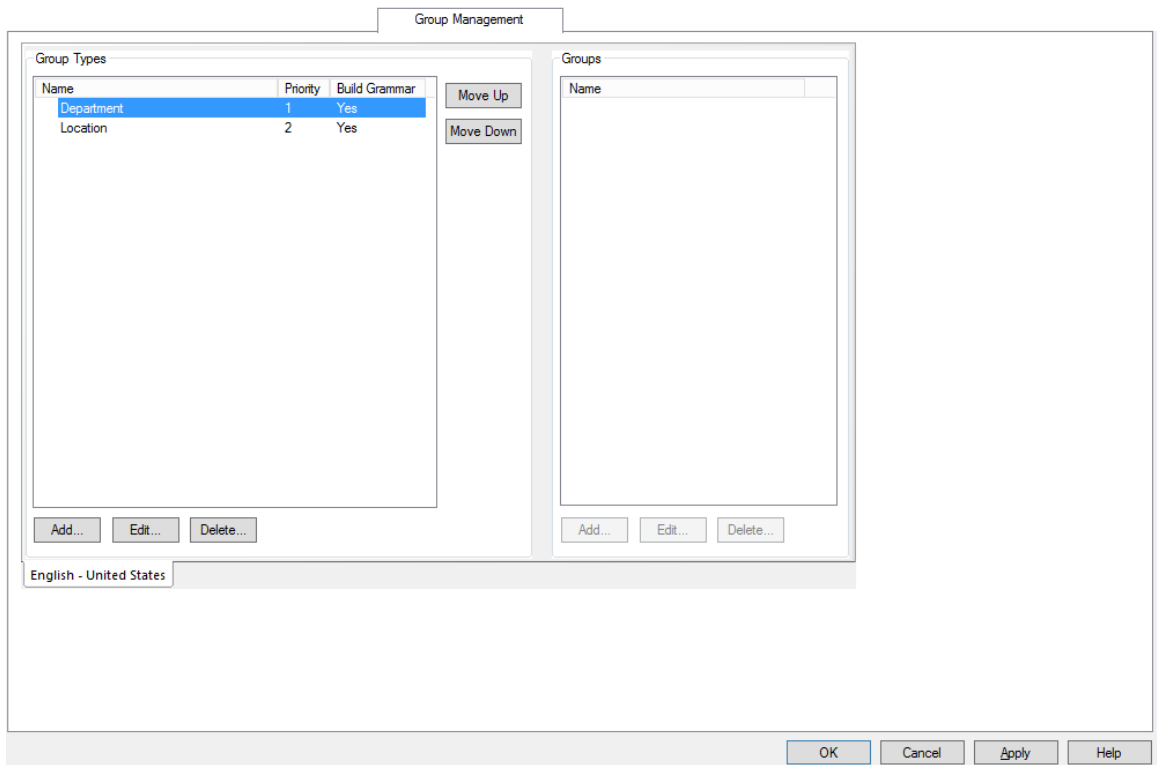 Group Management
Group Types
Name Priority Build Grammar
Department 1 Yes
Location 2 Yes
Move Up
Move Down
Add... Edit... Delete...
Groups
Name
Add... Edit... Delete...
English - United States
OK Cancel Apply Help